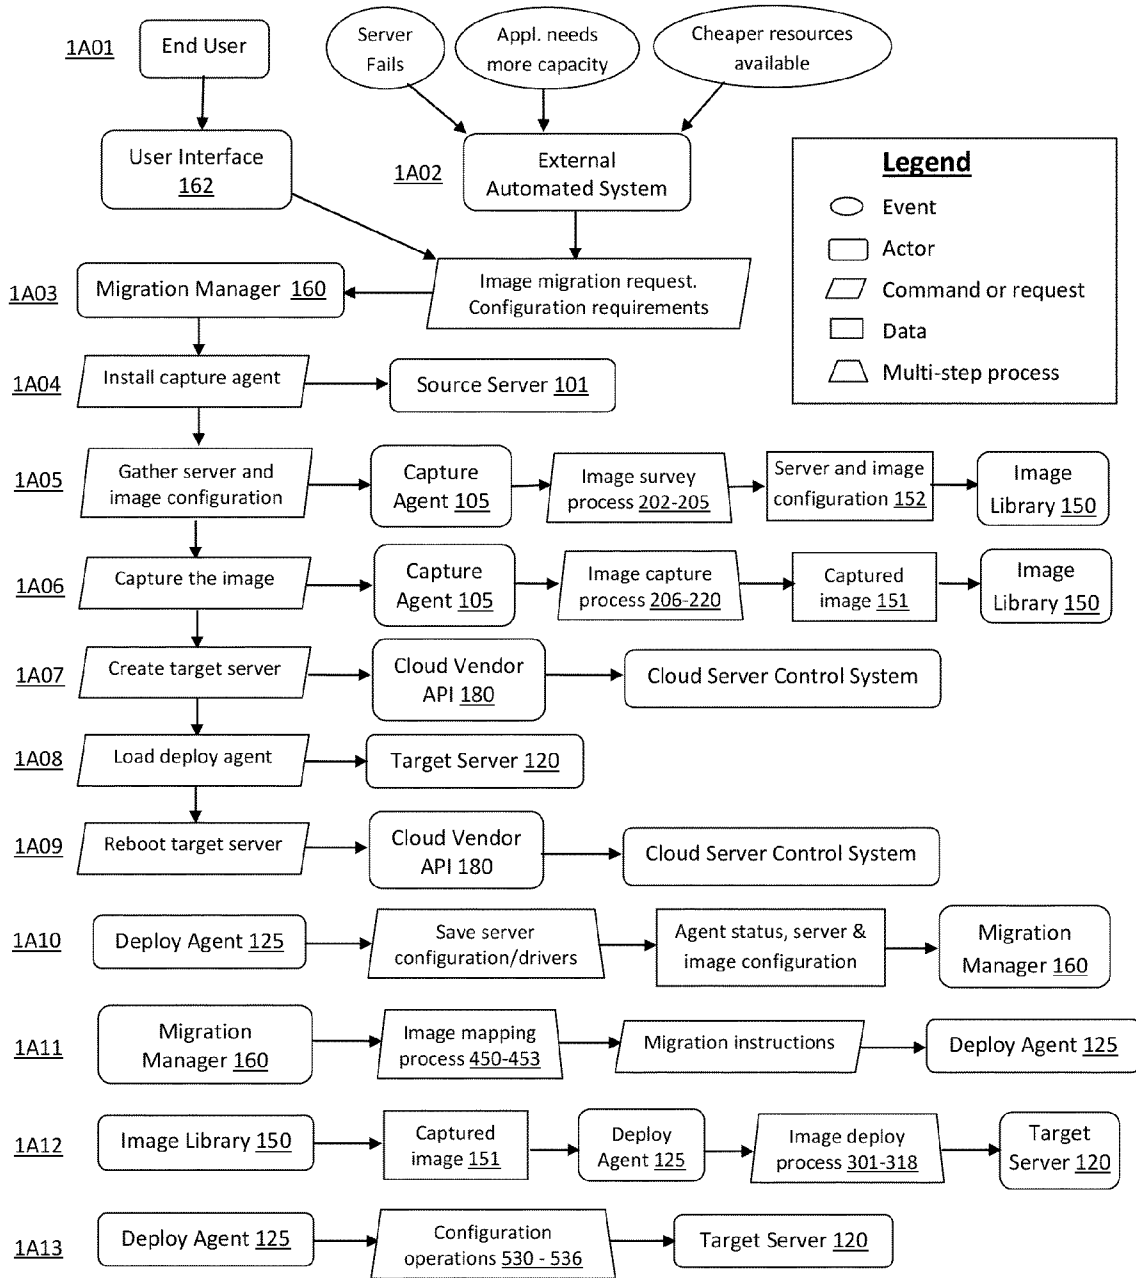 1A01
End User
Server
Fails
Appl. needs
more capacity
Cheaper resources
available
User Interface
162
1A02
External
Automated System
Legend
Event
Actor
Command or request
Data
Multi-step process
1A03
Migration Manager 160
Image migration request.
Configuration requirements
1A04
Install capture agent
Source Server 101
1A05
Gather server and
image configuration
Capture
Agent 105
Image survey
process 202-205
Server and image
configuration 152
Image
Library 150
1A06
Capture the image
Capture
Agent 105
Image capture
process 206-220
Captured
image 151
Image
Library 150
1A07
Create target server
Cloud Vendor
API 180
Cloud Server Control System
1A08
Load deploy agent
Target Server 120
1A09
Reboot target server
Cloud Vendor
API 180
Cloud Server Control System
1A10
Deploy Agent 125
Save server
configuration/drivers
Agent status, server &
image configuration
Migration
Manager 160
1A11
Migration
Manager 160
Image mapping
process 450-453
Migration instructions
Deploy Agent 125
1A12
Image Library 150
Captured
image 151
Deploy
Agent 125
Image deploy
process 301-318
Target
Server 120
1A13
Deploy Agent 125
Configuration
operations 530 - 536
Target Server 120